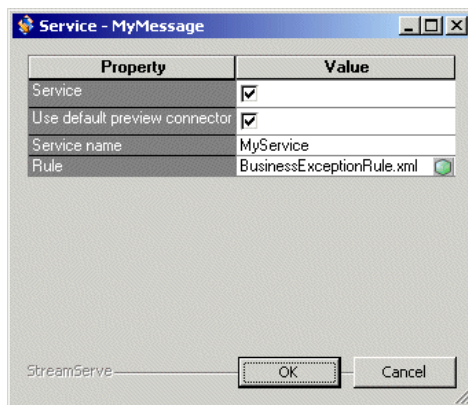 Service - MyMessage
Property Value
Service
Use default preview connector
Service name MyService
Rule BusinessExceptionRule.xml
StreamServe OK Cancel